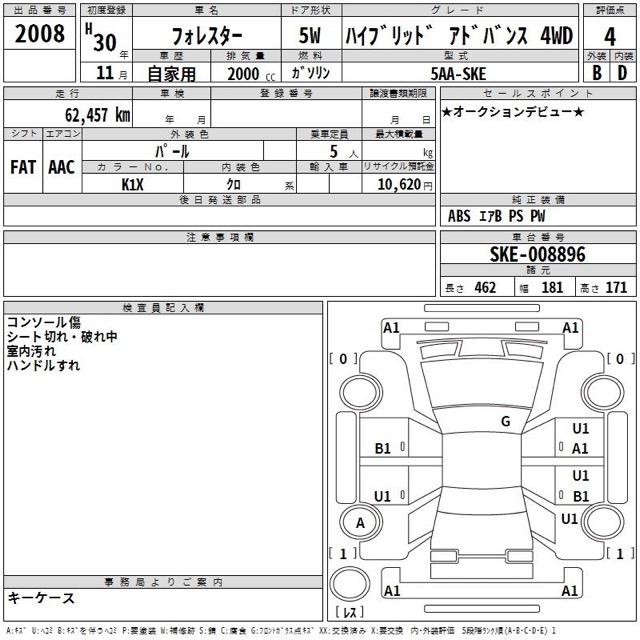 出品番号 初度登録 車名 ドア形状 グレード 評価点
2008 H30年 フォレスター 5W ハイブリッド アドバンス 4WD 4
車歴 排気量 燃料 型式 外装 内装
11月 自家用 2000 CC ガソリン 5AA-SKE B D
走行 車検 登録番号 譲渡書類期限 セールスポイント
62,457 km 年 月 月 日 ★オークションデビュー★
シフト エアコン 外装色 乗車定員 最大積載量
FAT AAC パール 5人 kg
カラーNo. 内装色 輸入車 リサイクル預託金
K1X クロ 系 10,620円
後日発送部品 純正装備
ABS エアB PS PW
注意事項欄 車台番号
SKE-008896
諸元
長さ 462 幅 181 高さ 171
検査員記入欄
コンソール傷
シート切れ・破れ中
室内汚れ
ハンドルすれ
A1 A1
[0] [0]
G
U1
B1 A1
U1
U1 B1
A U1
[1] [1]
A1 A1
[レス]
事務局よりご案内
キーケース
A:キズ U:ヘコミ B:キズを伴うヘコミ P:要塗装 W:補修跡 S:錆 C:腐食 G:フロントガラス点キズ XX:交換済み X:要交換 内・外装評価 5段階ランク順(A・B・C・D・E) 1